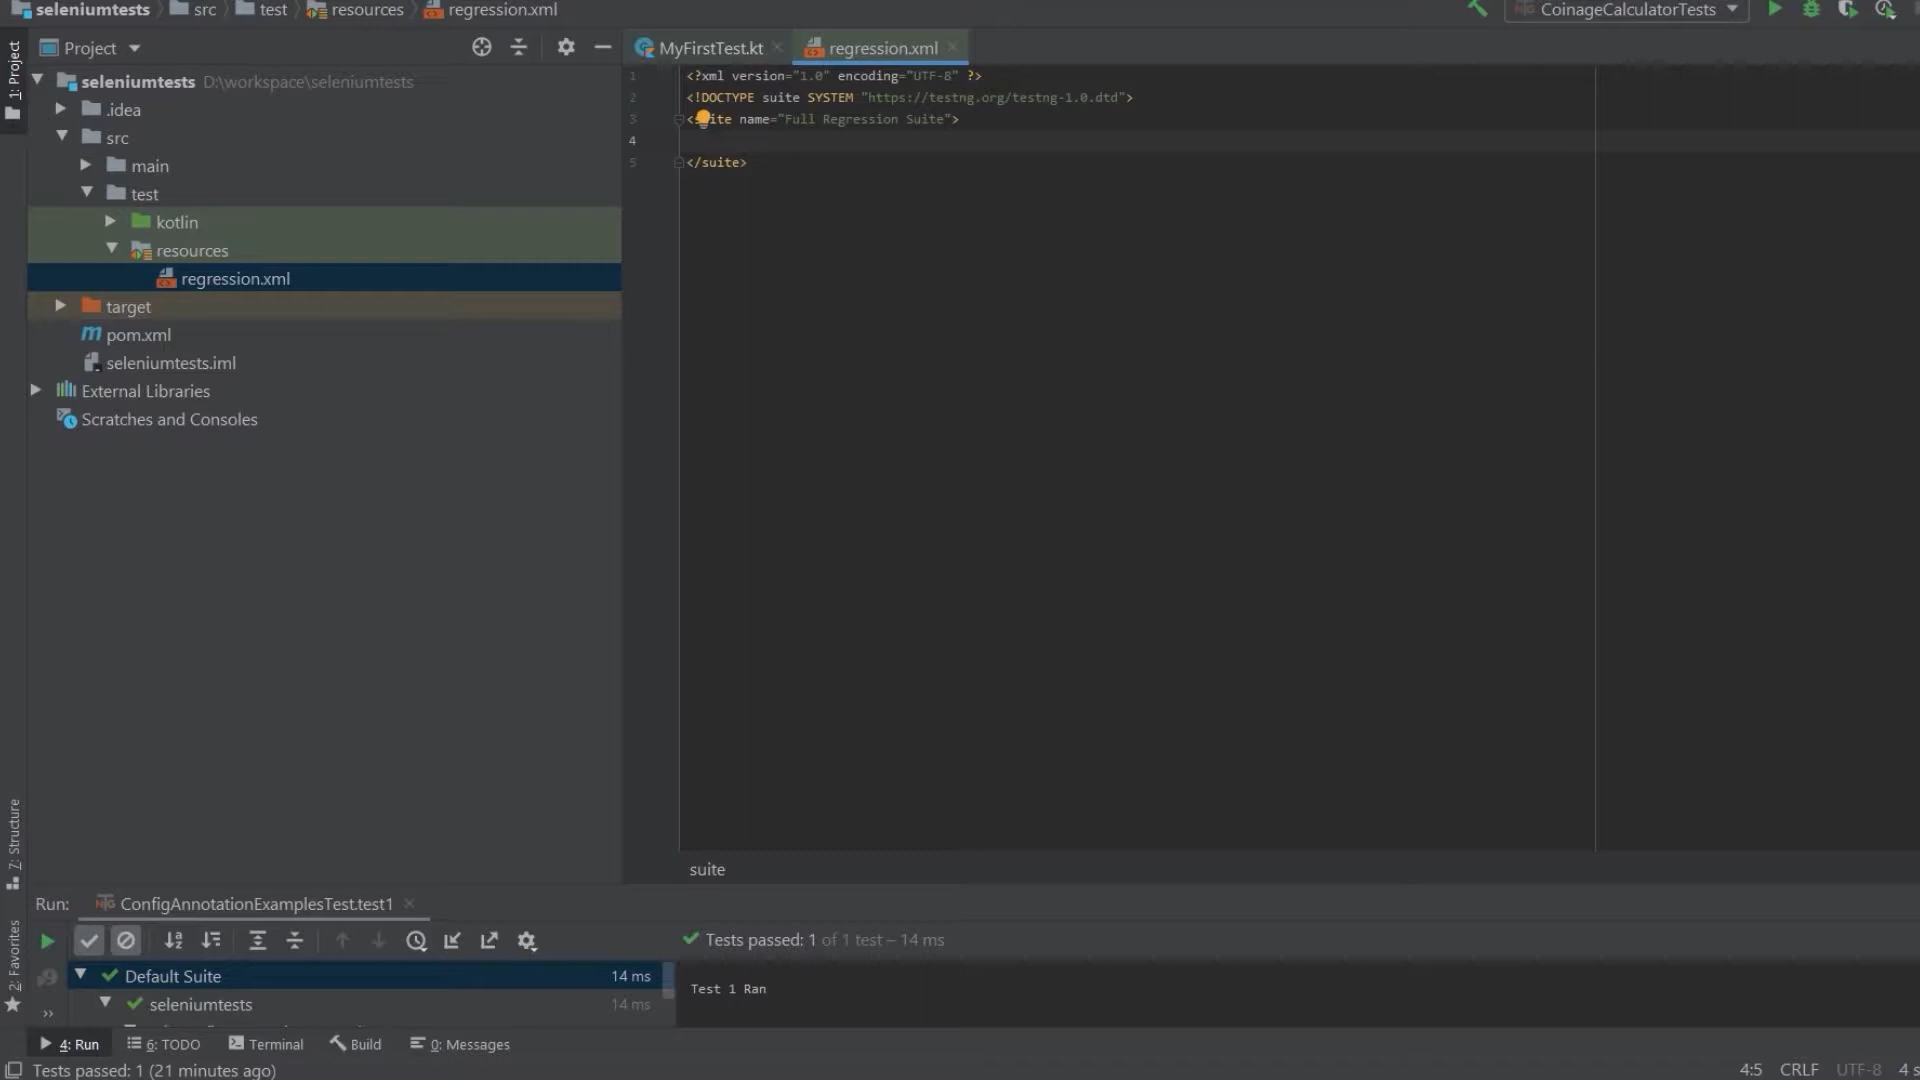 seleniumtests src test resources regression.xml CoinageCalculatorTests
1: Project
Project
seleniumtests D:\workspace\seleniumtests
.idea
src
main
test
kotlin
resources
regression.xml
target
pom.xml
seleniumtests.iml
External Libraries
Scratches and Consoles
MyFirstTest.kt regression.xml
1 <?xml version="1.0" encoding="UTF-8" ?>
2 <!DOCTYPE suite SYSTEM "https://testng.org/testng-1.0.dtd">
3 ite name="Full Regression Suite">
4
5 </suite>
suite
7: Structure
2: Favorites
Run: ConfigAnnotationExamplesTest.test1
Tests passed: 1 of 1 test – 14 ms
Default Suite 14 ms
seleniumtests 14 ms
Test 1 Ran
4: Run 6: TODO Terminal Build 0: Messages
Tests passed: 1 (21 minutes ago) 4:5 CRLF UTF-8 4 s